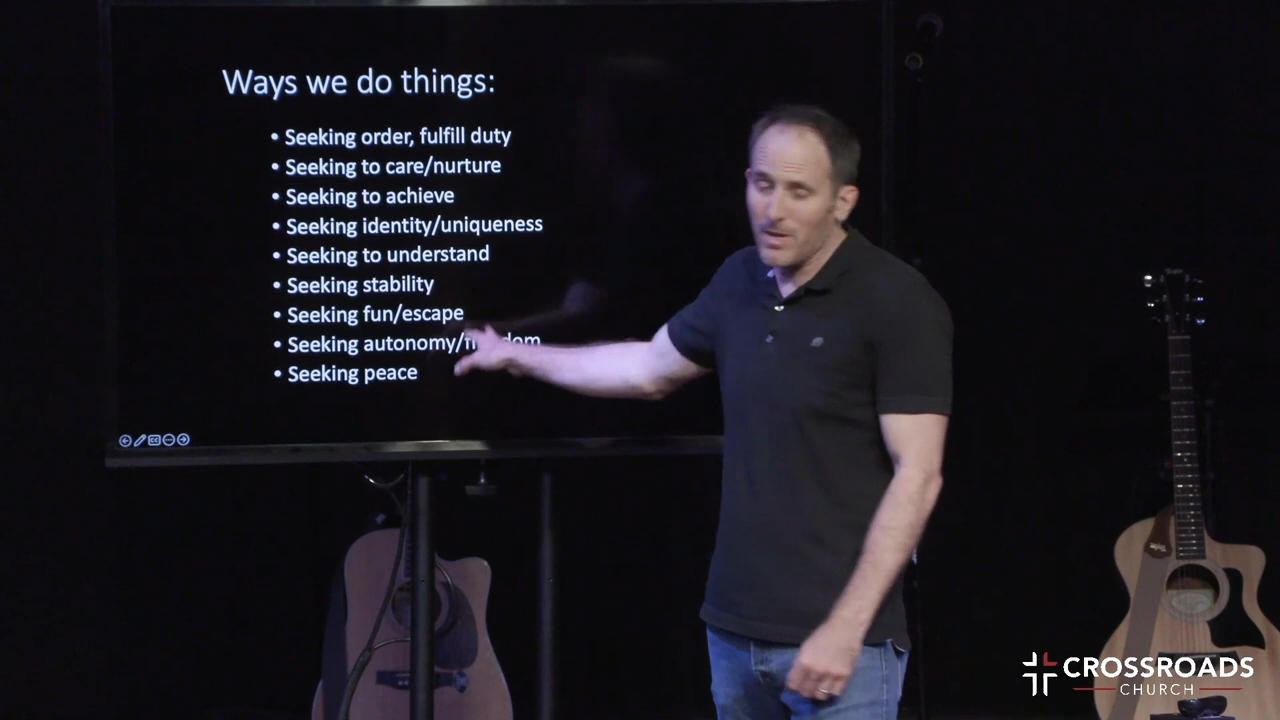 Ways we do things:
• Seeking order, fulfill duty
• Seeking to care/nurture
• Seeking to achieve
• Seeking identity/uniqueness
• Seeking to understand
• Seeking stability
• Seeking fun/escape
• Seeking autonomy/
• Seeking peace
CROSSROADS
CHURCH